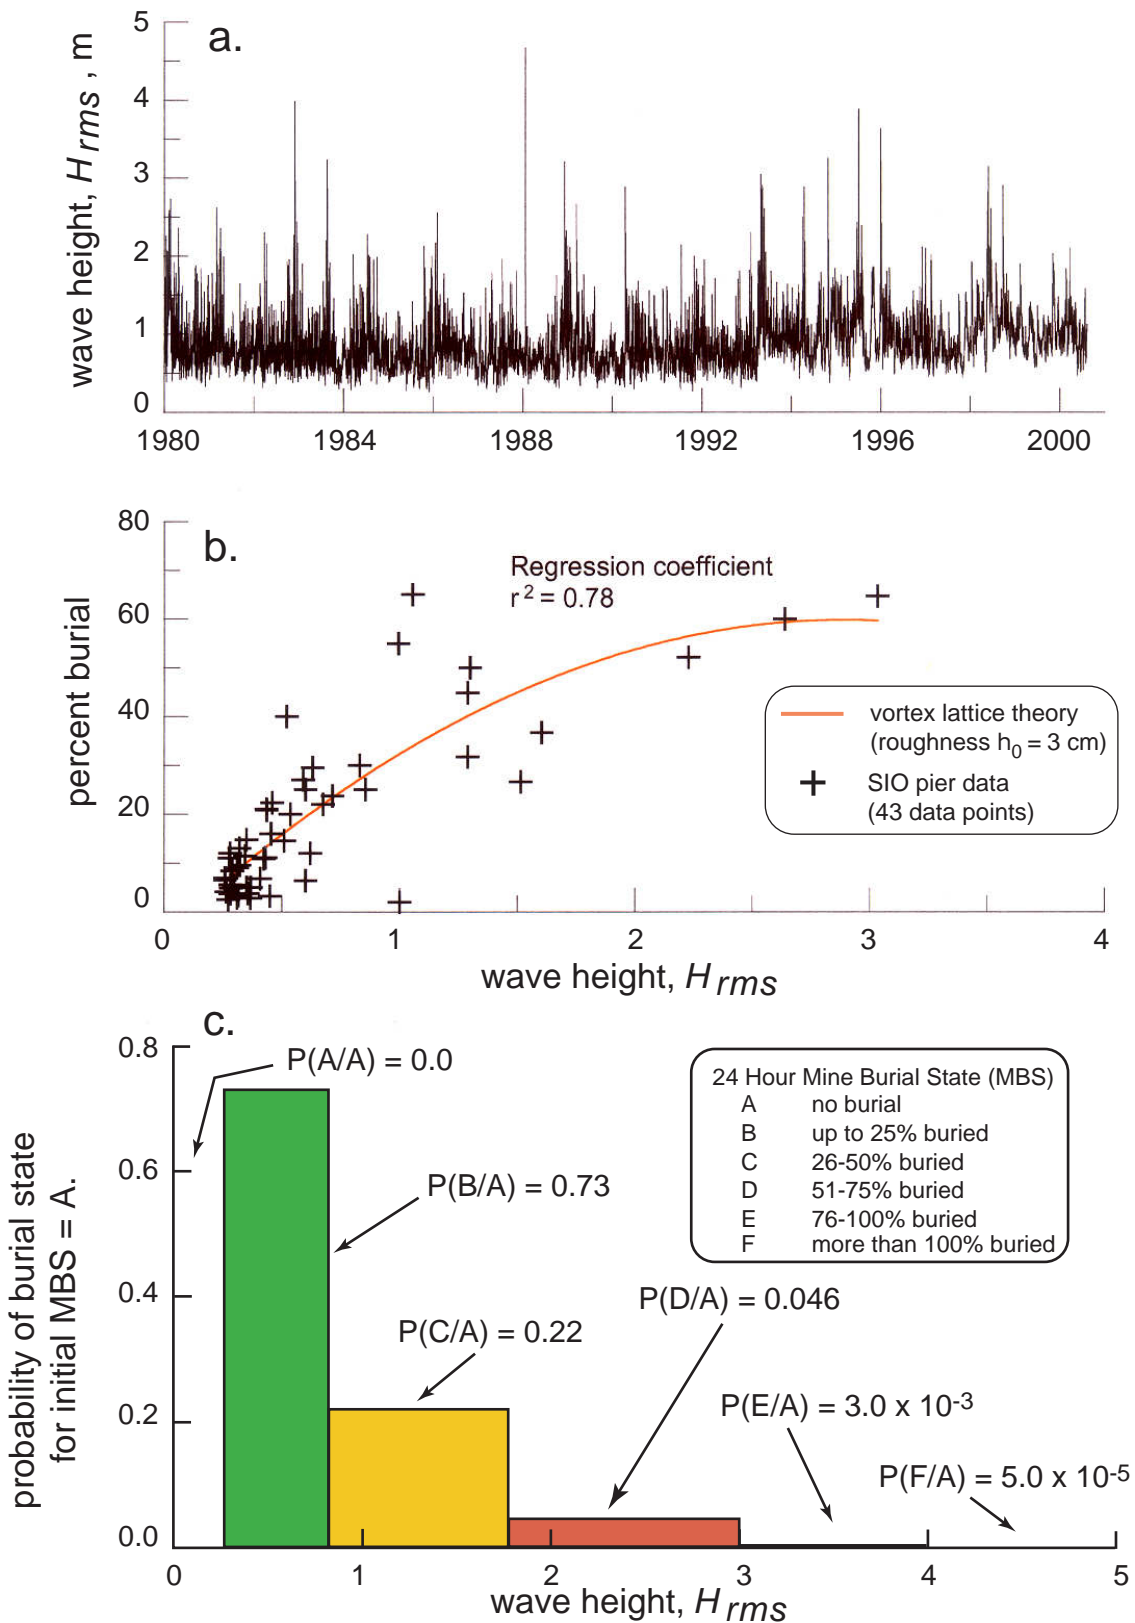 a.
wave height, Hrms , m
5
4
3
2
1
0
1980 1984 1988 1992 1996 2000
b.
percent burial
80
60
40
20
0
Regression coefficient
r² = 0.78
vortex lattice theory
(roughness h₀ = 3 cm)
SIO pier data
(43 data points)
0 1 2 3 4
wave height, Hrms
c.
probability of burial state
for initial MBS = A.
0.8
0.6
0.4
0.2
0.0
P(A/A) = 0.0
P(B/A) = 0.73
P(C/A) = 0.22
P(D/A) = 0.046
P(E/A) = 3.0 x 10⁻³
P(F/A) = 5.0 x 10⁻⁵
24 Hour Mine Burial State (MBS)
A no burial
B up to 25% buried
C 26-50% buried
D 51-75% buried
E 76-100% buried
F more than 100% buried
0 1 2 3 4 5
wave height, Hrms